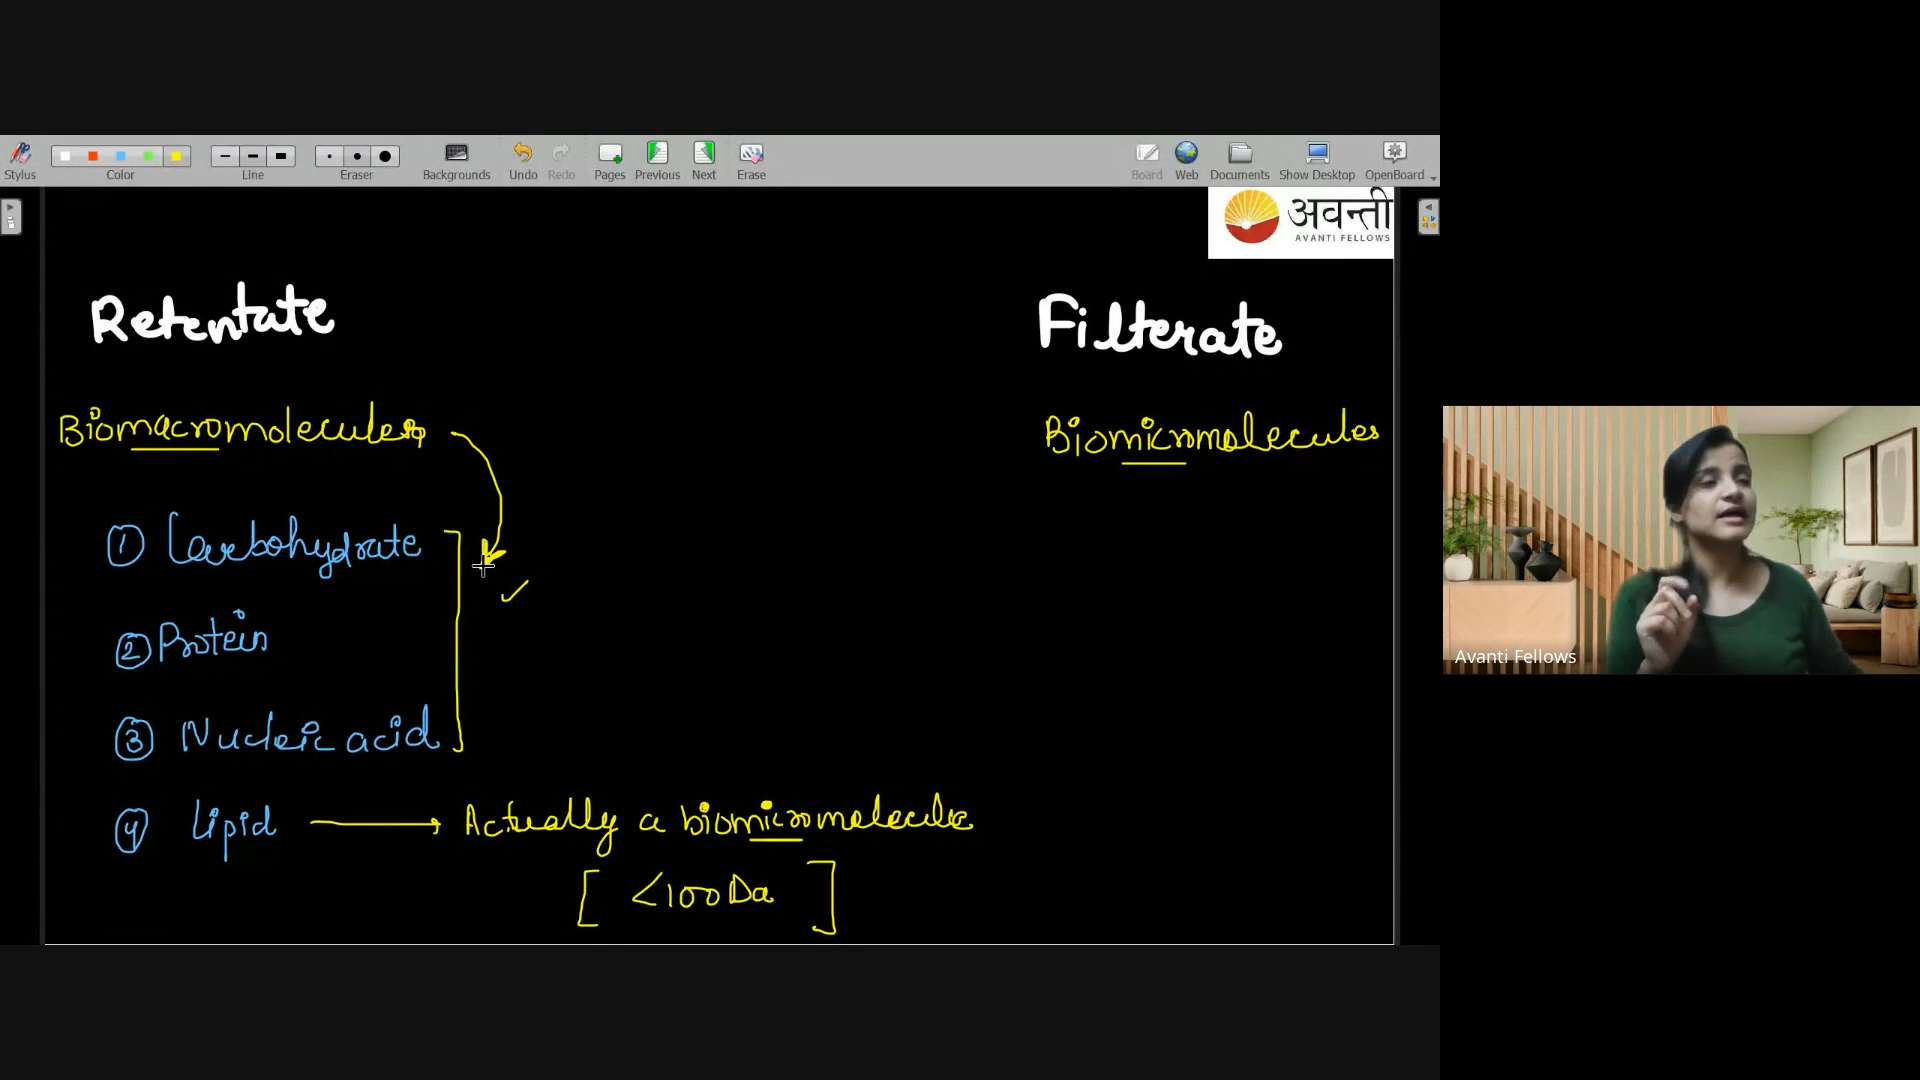 Stylus
Color
Line
Eraser
Backgrounds
Undo
Redo
Pages
Previous
Next
Erase
Board
Web
Documents
Show Desktop
OpenBoard
अवन्ती
AVANTI FELLOWS
Retentate
Filterate
Biomacromolecules
Biomicromolecules
① Carbohydrate
② Protein
③ Nucleic acid
④ Lipid → Actually a biomicromolecule
[ <100Da ]
Avanti Fellows